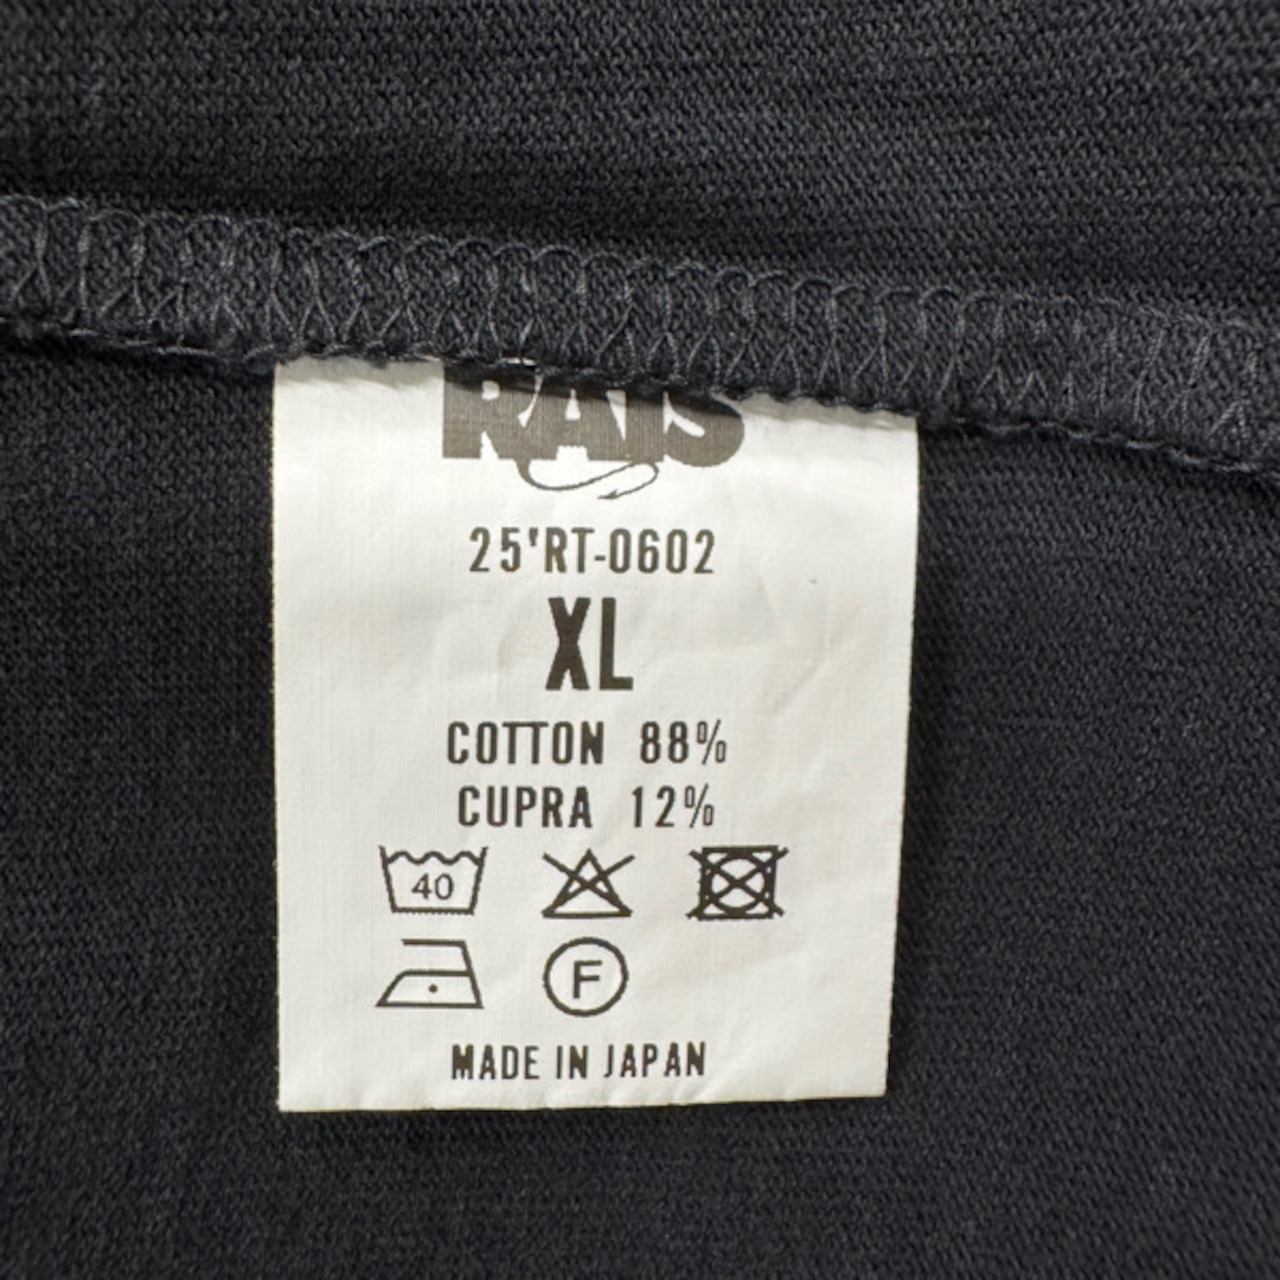 RATS
25'RT-0602
XL
COTTON 88%
CUPRA 12%
40
F
MADE IN JAPAN